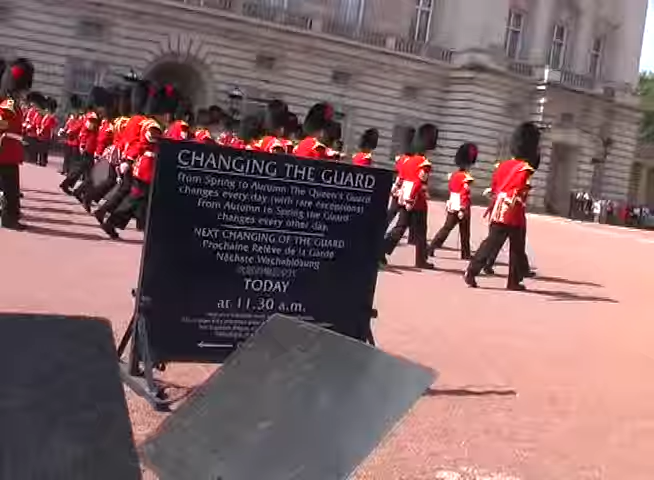 CHANGING THE GUARD
From Spring to Autumn The Queen's Guard
changes every day (with rare exceptions)
from Autumn to Spring the Guard
changes every other day.
NEXT CHANGING OF THE GUARD
Prochaine Relève de la Garde
Nächste Wachablösung
TODAY
at 11.30 a.m.